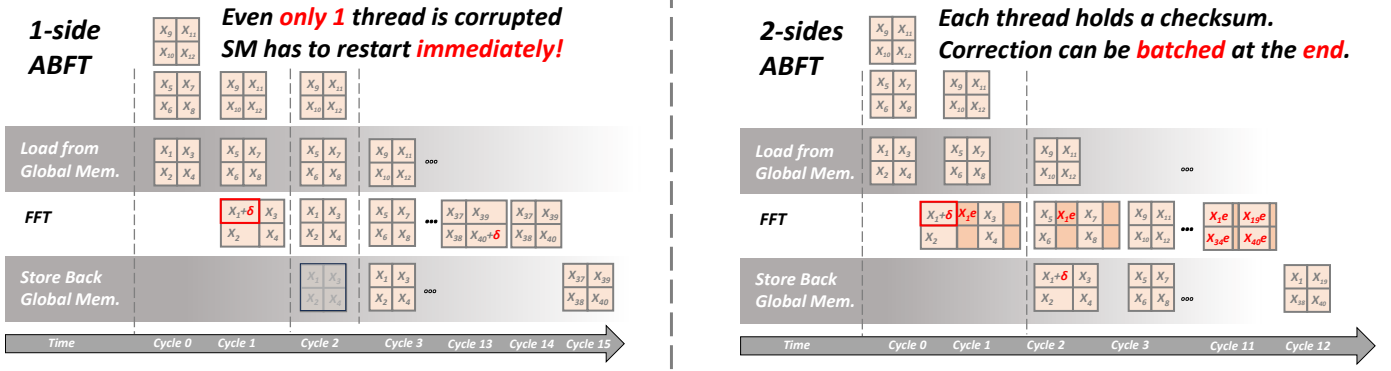 1-side
ABFT
Even only 1 thread is corrupted
SM has to restart immediately!
X9 X11
X10 X12
X5 X7 X9 X11 X9 X11
X6 X8 X10 X12 X10 X12
Load from
Global Mem.
X1 X3 X5 X7 X5 X7 X9 X11
X2 X4 X6 X8 X6 X8 X10 X12
FFT
X1+δ X3 X1 X3 X5 X7 ... X37 X39 X37 X39
X2 X4 X2 X4 X6 X8 X38 X40+δ X38 X40
Store Back
Global Mem.
X1 X3 X1 X3 X37 X39
X2 X4 X2 X4 X38 X40
Time Cycle 0 Cycle 1 Cycle 2 Cycle 3 Cycle 13 Cycle 14 Cycle 15
2-sides
ABFT
Each thread holds a checksum.
Correction can be batched at the end.
X9 X11
X10 X12
X5 X7 X9 X11
X6 X8 X10 X12
Load from
Global Mem.
X1 X3 X5 X7 X9 X11
X2 X4 X6 X8 X10 X12
FFT
X1+δ X1e X3 X5 X1e X7 X9 X11 ... X1e X19e
X2 X4 X6 X8 X10 X12 X34e X40e
Store Back
Global Mem.
X1+δ X3 X5 X7 X1 X19
X2 X4 X6 X8 X38 X40
Time Cycle 0 Cycle 1 Cycle 2 Cycle 3 Cycle 11 Cycle 12